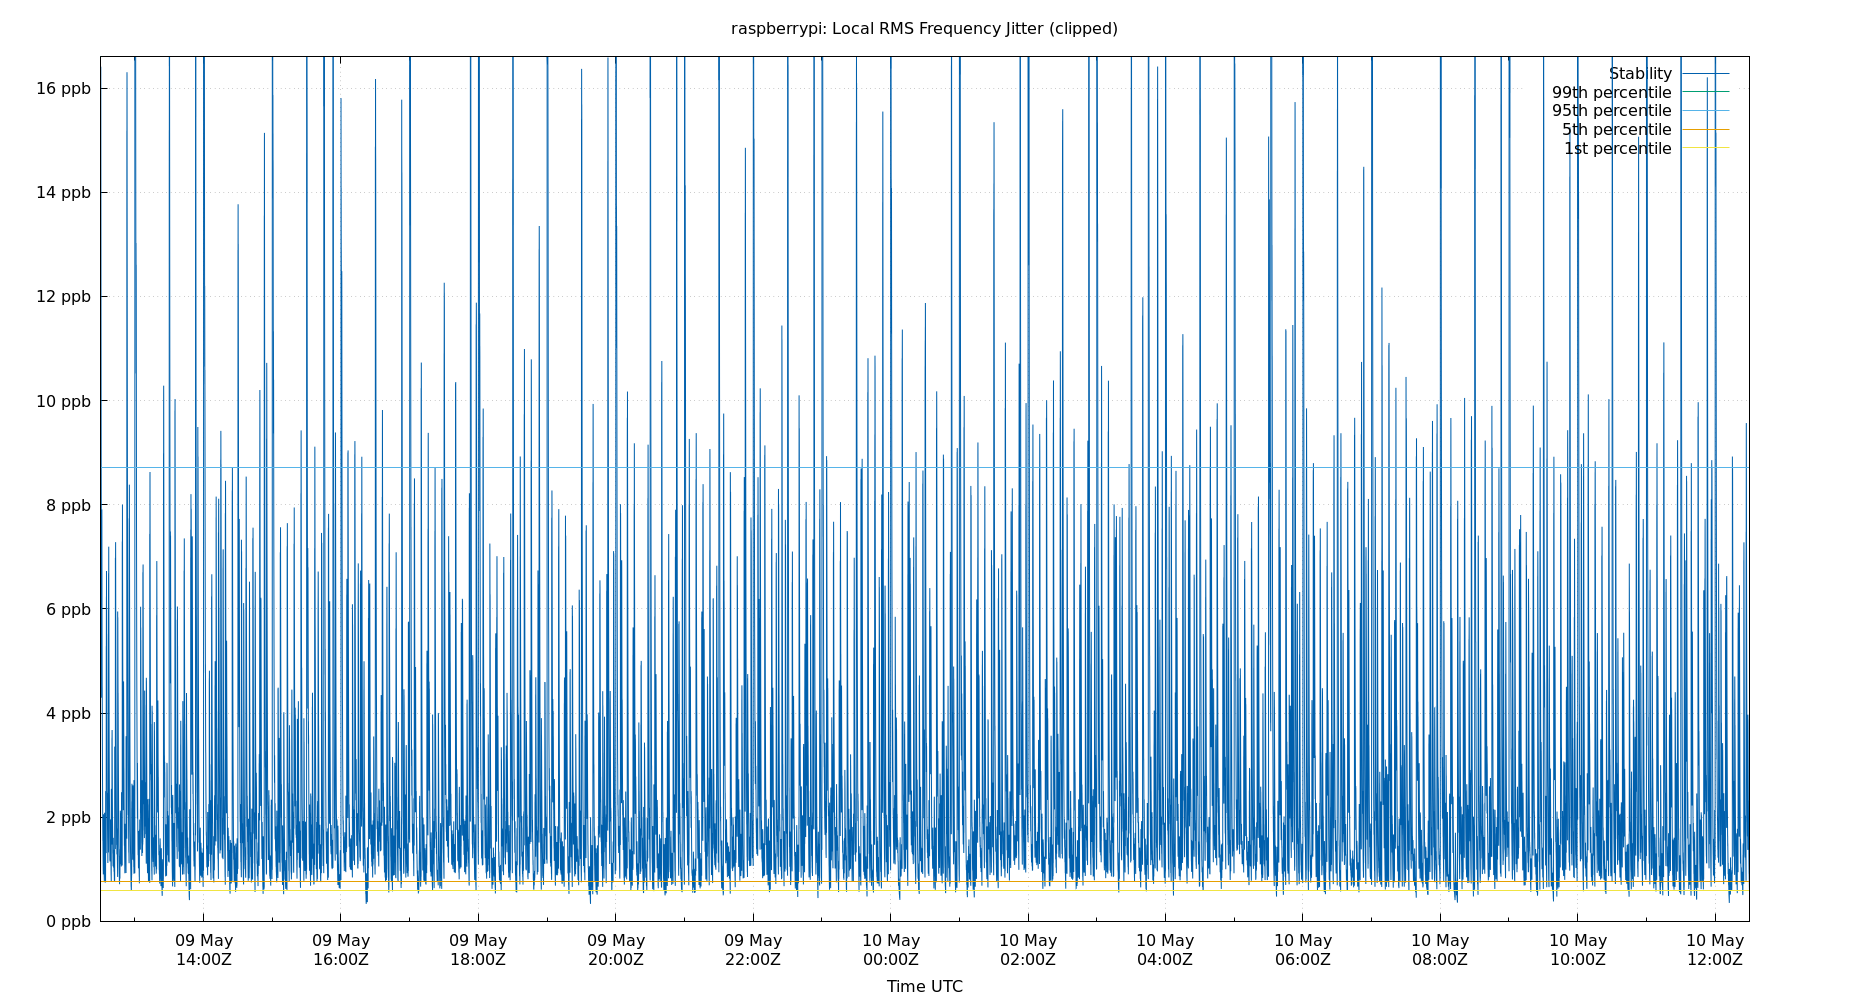 raspberrypi: Local RMS Frequency Jitter (clipped)
Stability
99th percentile
95th percentile
5th percentile
1st percentile
16 ppb
14 ppb
12 ppb
10 ppb
8 ppb
6 ppb
4 ppb
2 ppb
0 ppb
09 May 09 May 09 May 09 May 09 May 10 May 10 May 10 May 10 May 10 May 10 May 10 May
14:00Z 16:00Z 18:00Z 20:00Z 22:00Z 00:00Z 02:00Z 04:00Z 06:00Z 08:00Z 10:00Z 12:00Z
Time UTC